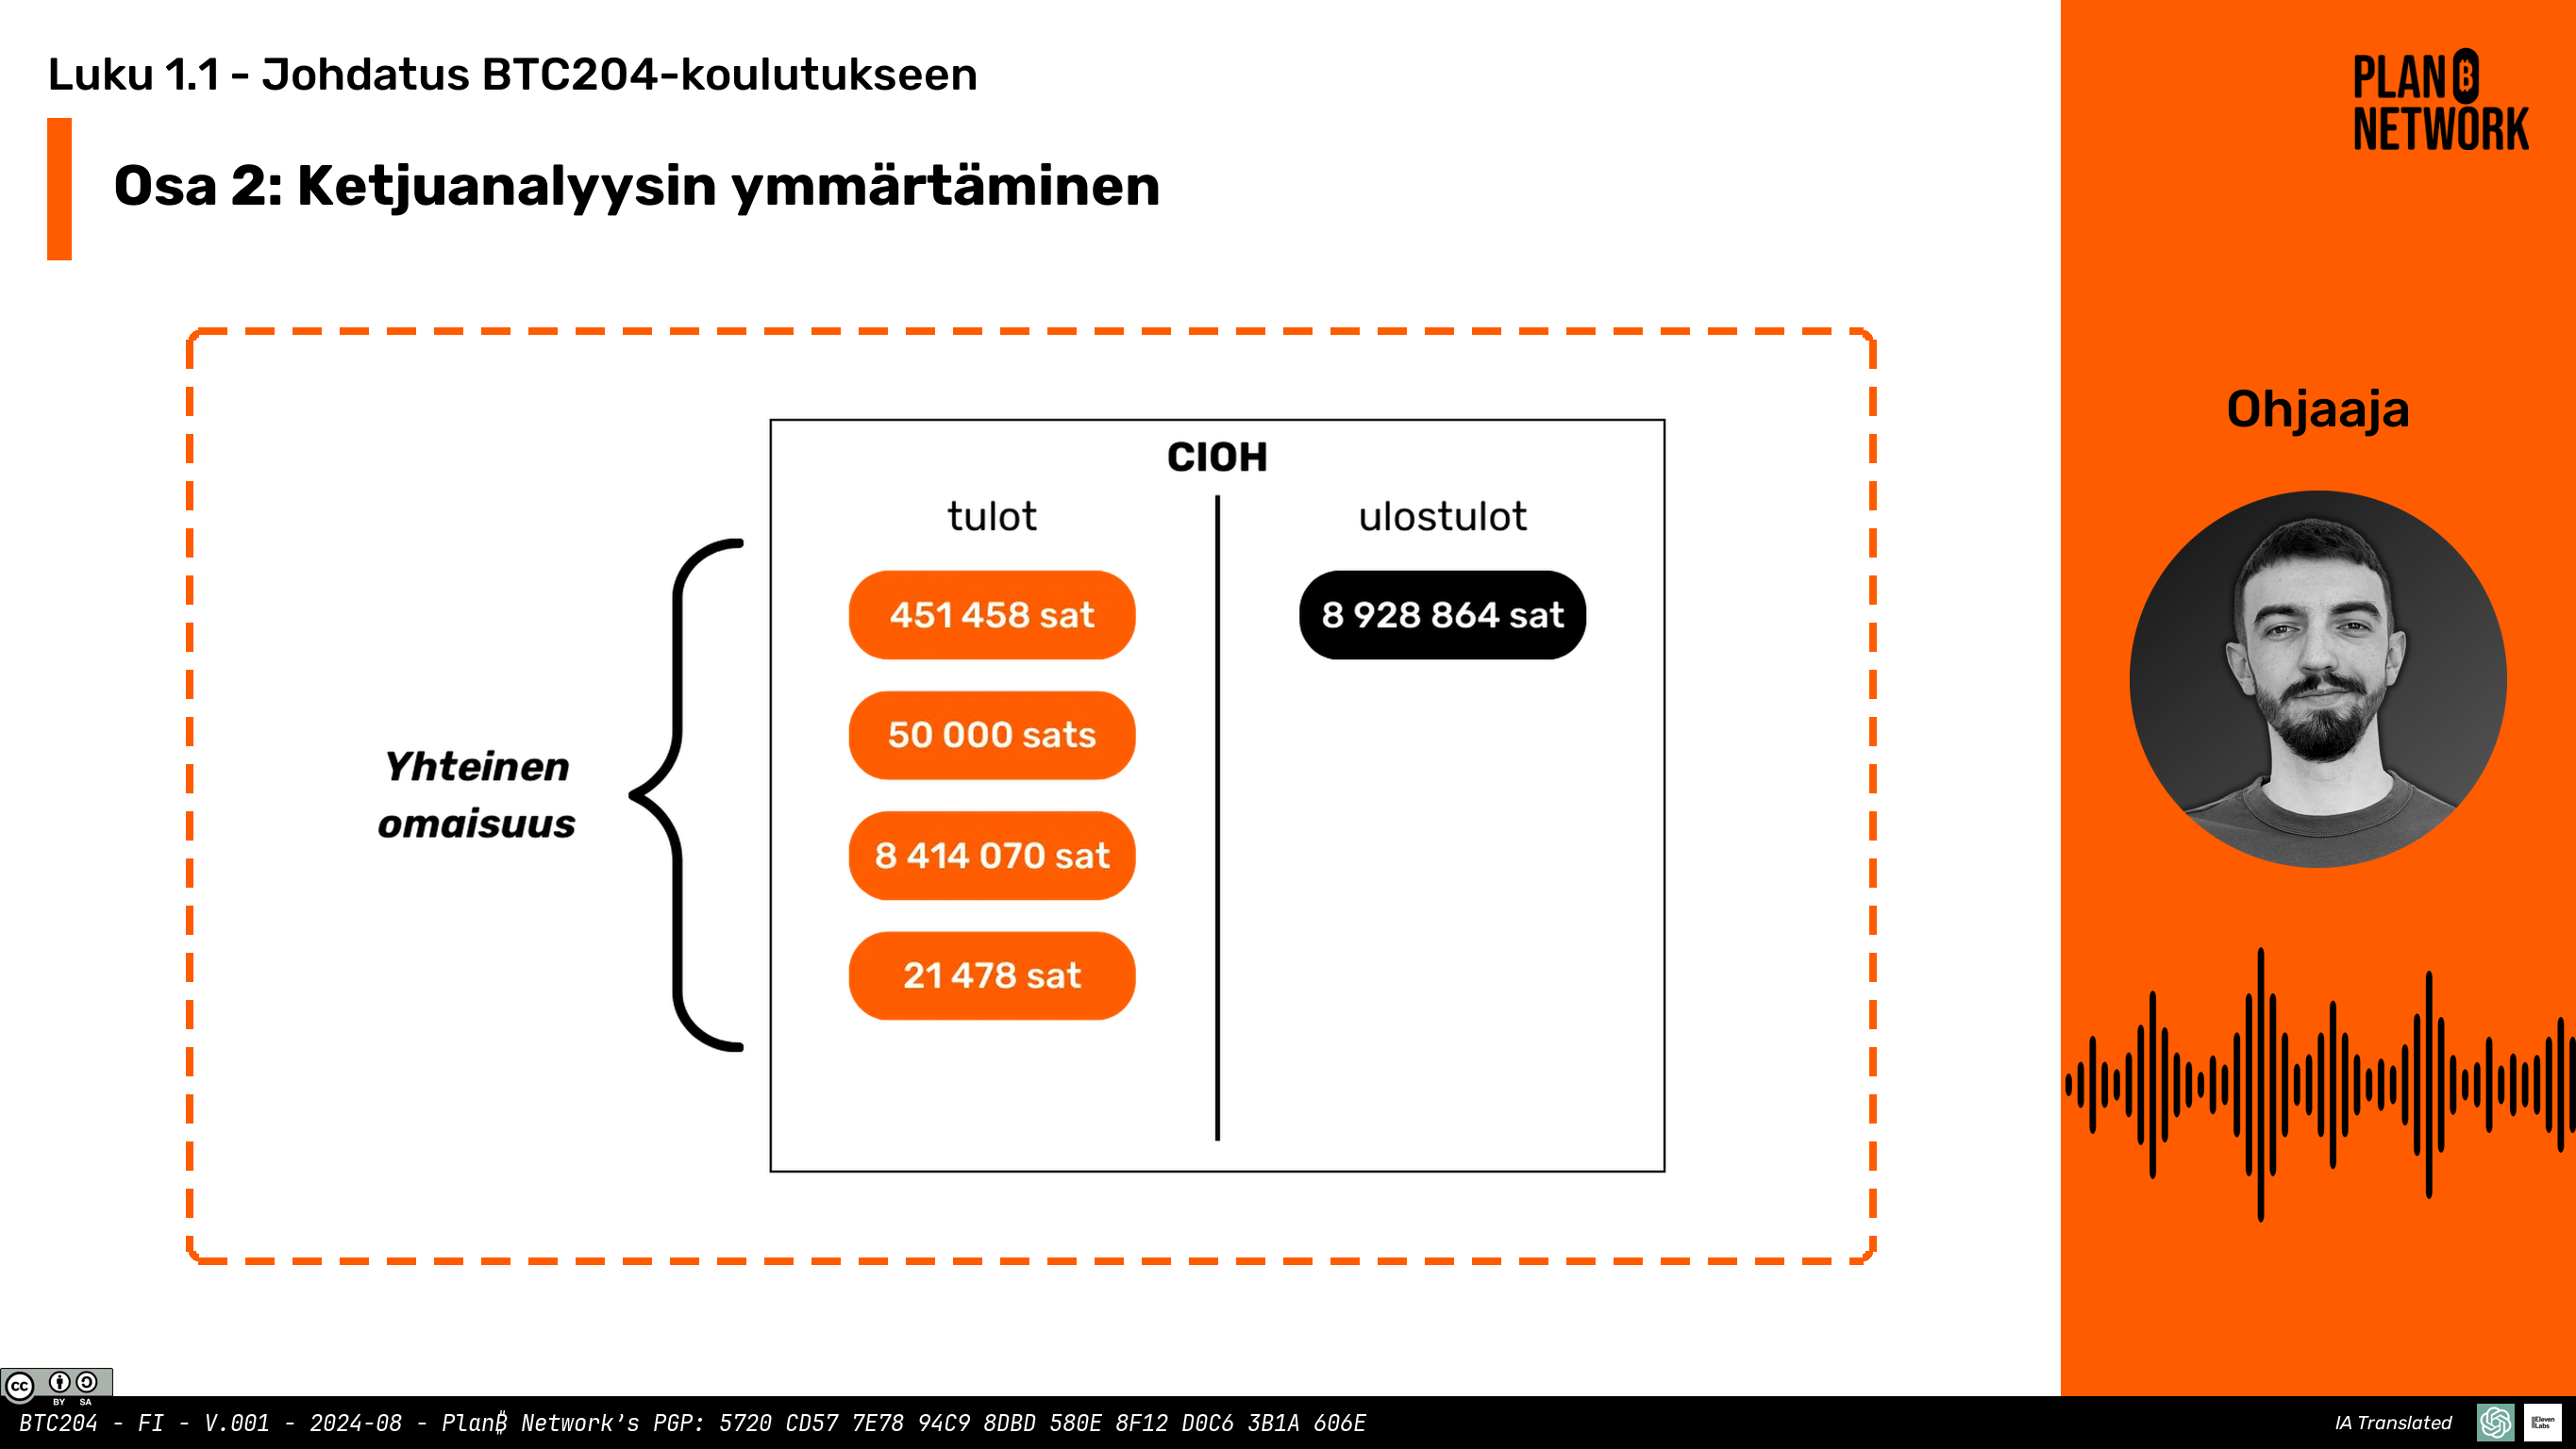 Luku 1.1 - Johdatus BTC204-koulutukseen
Osa 2: Ketjuanalyysin ymmärtäminen
PLAN ₿
NETWORK
Ohjaaja
CIOH
tulot
ulostulot
451 458 sat
8 928 864 sat
50 000 sats
8 414 070 sat
21 478 sat
Yhteinen
omaisuus
cc
BY SA
BTC204 - FI - V.001 - 2024-08 - Plan₿ Network's PGP: 5720 CD57 7E78 94C9 8DBD 580E 8F12 D0C6 3B1A 606E
IA Translated
IIEleven
Labs